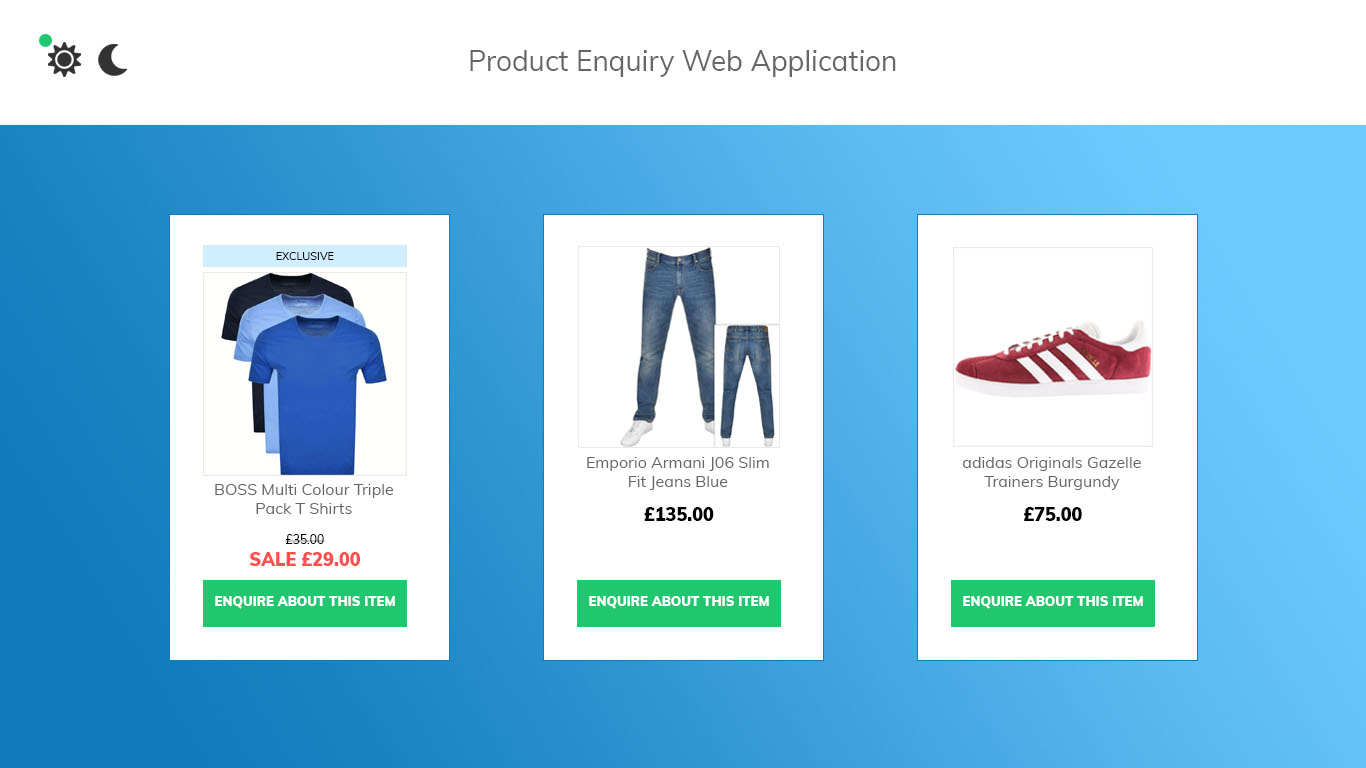 Product Enquiry Web Application
EXCLUSIVE
BOSS Multi Colour Triple
Pack T Shirts
£35.00
SALE £29.00
ENQUIRE ABOUT THIS ITEM
Emporio Armani J06 Slim
Fit Jeans Blue
£135.00
ENQUIRE ABOUT THIS ITEM
adidas Originals Gazelle
Trainers Burgundy
£75.00
ENQUIRE ABOUT THIS ITEM